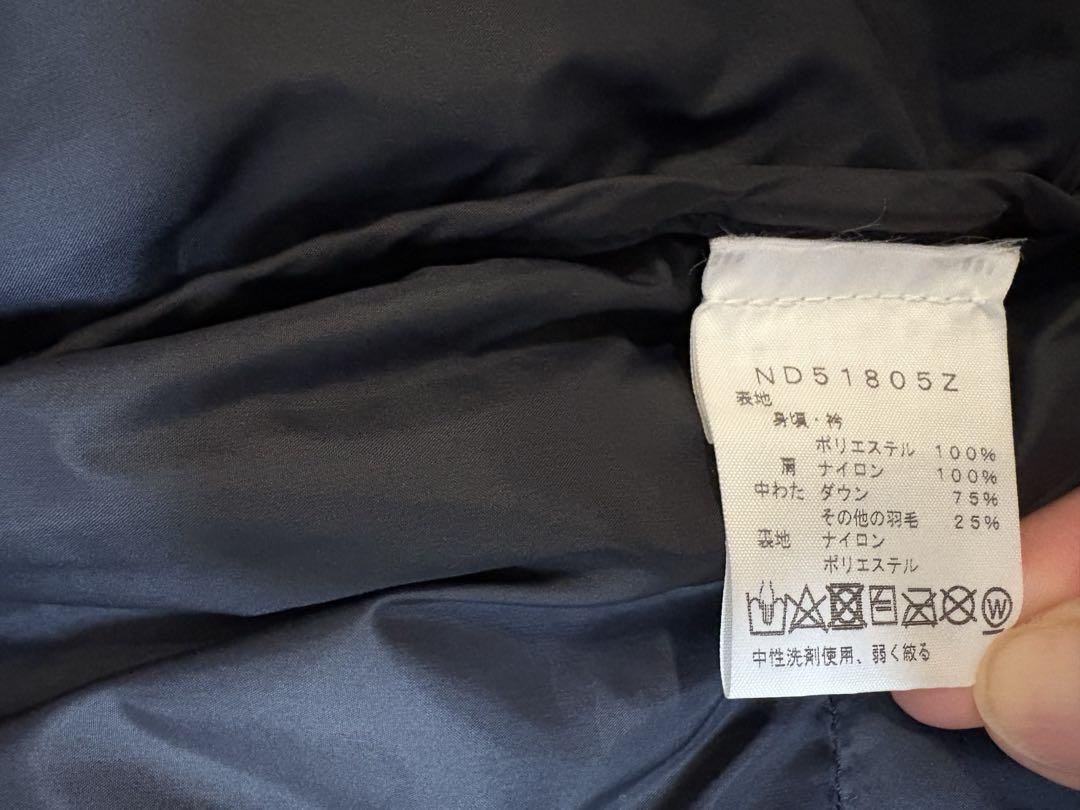 ND51805Z
表地
身頃・衿
ポリエステル 100%
肩 ナイロン 100%
中わた ダウン 75%
その他の羽毛 25%
裏地 ナイロン
ポリエステル
W
中性洗剤使用、弱く絞る